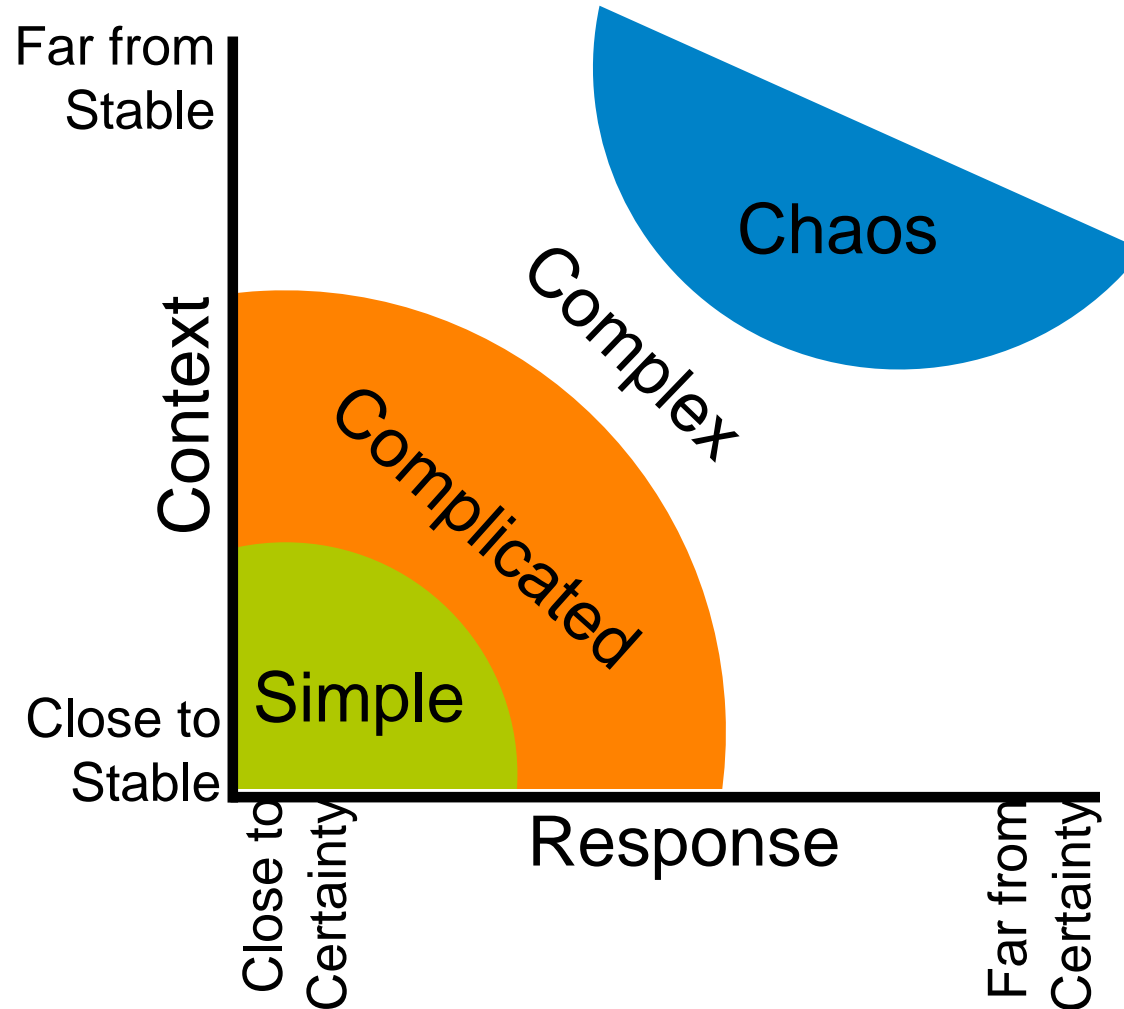 Far from
Stable
Chaos
Complex
Context
Complicated
Simple
Close to
Stable
Response
Close to
Certainty
Far from
Certainty